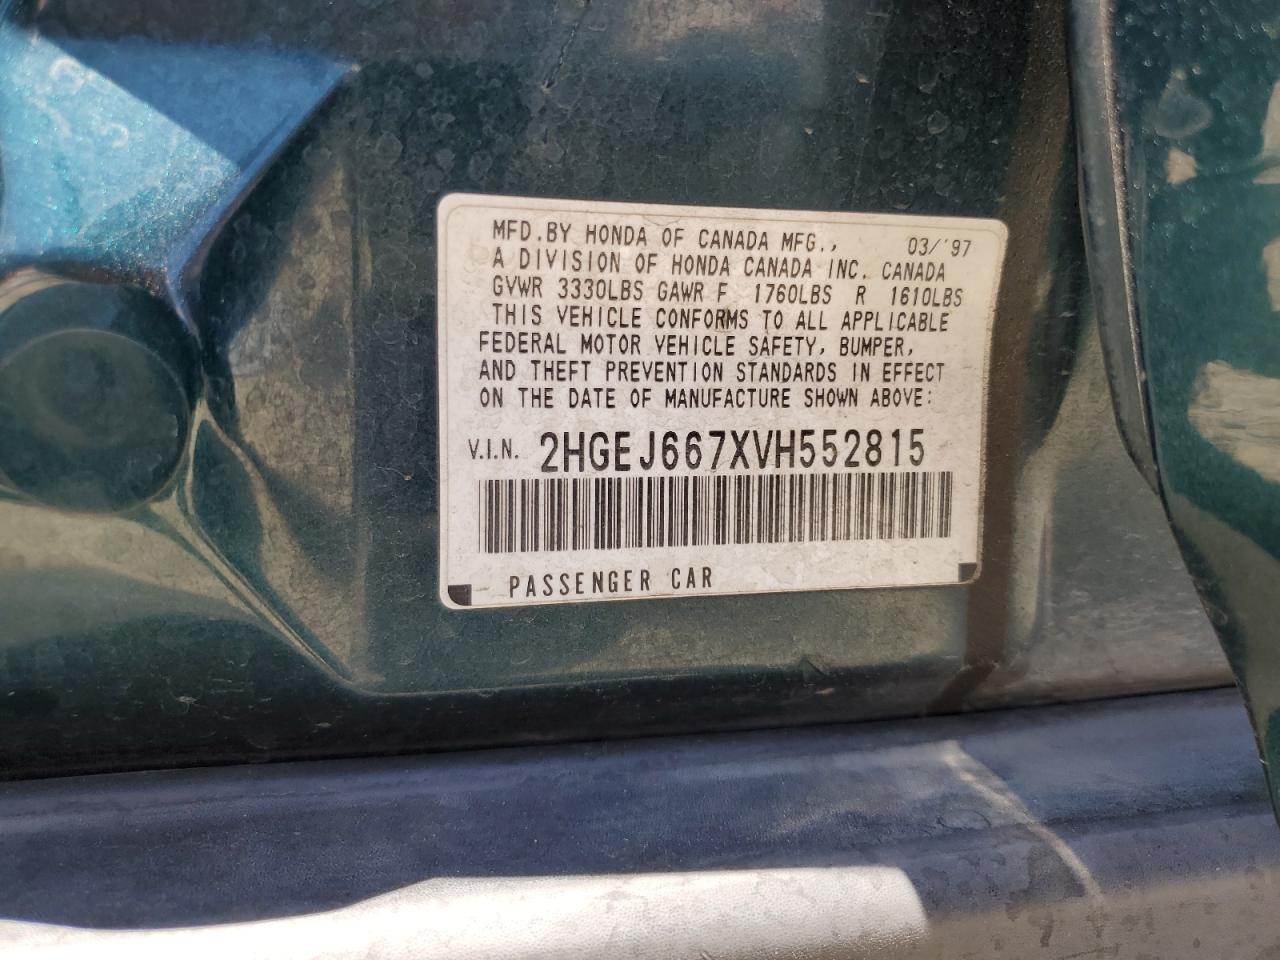 MFD.BY HONDA OF CANADA MFG., 03/'97
A DIVISION OF HONDA CANADA INC. CANADA
GVWR 3330LBS GAWR F 1760LBS R 1610LBS
THIS VEHICLE CONFORMS TO ALL APPLICABLE
FEDERAL MOTOR VEHICLE SAFETY, BUMPER,
AND THEFT PREVENTION STANDARDS IN EFFECT
ON THE DATE OF MANUFACTURE SHOWN ABOVE:
V.I.N. 2HGEJ667XVH552815
PASSENGER CAR